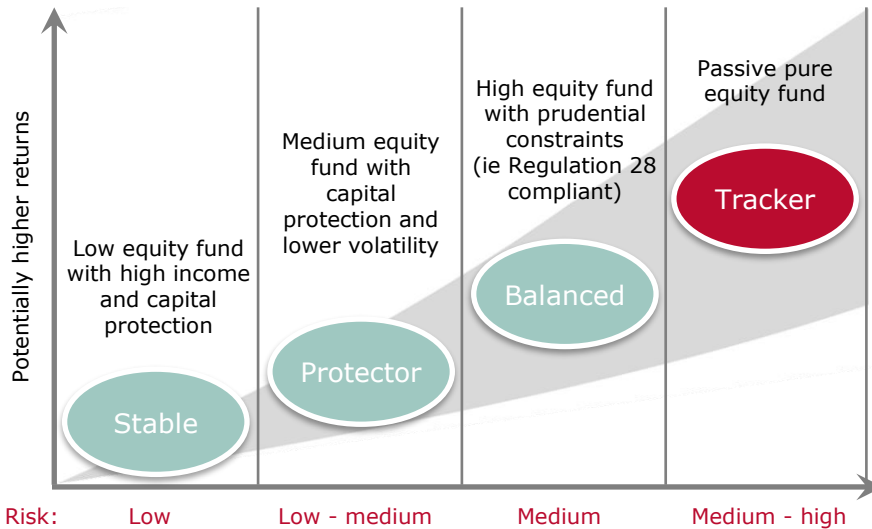 Potentially higher returns
Low equity fund
with high income
and capital
protection
Stable
Medium equity
fund with
capital
protection and
lower volatility
Protector
High equity fund
with prudential
constraints
(ie Regulation 28
compliant)
Balanced
Passive pure
equity fund
Tracker
Risk: Low Low - medium Medium Medium - high